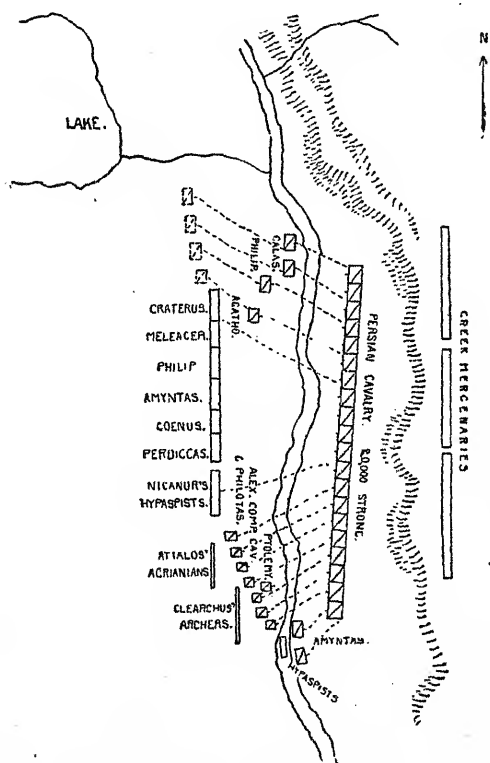 N
LAKE.
GREEK MERCENARIES
PERSIAN CAVALRY. 20,000 STRONG.
CALAS.
PHILIP.
AGATHO.
CRATERUS.
MELEAGER.
PHILIP
AMYNTAS.
COENUS.
PERDICCAS.
NICANUR'S
HYPASPISTS.
ALEX COMP. CAV.
& PHILOTAS.
PTOLEMY.
ATTALOS'
AGRIANIANS
CLEARCHUS'
ARCHERS.
AMYNTAS.
HYPASPISTS